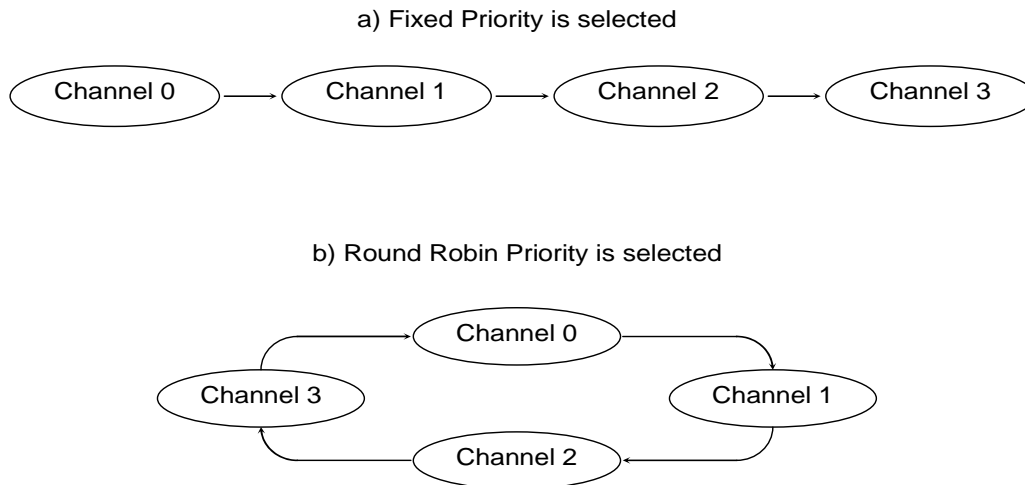 a) Fixed Priority is selected
Channel 0
Channel 1
Channel 2
Channel 3
b) Round Robin Priority is selected
Channel 0
Channel 3
Channel 1
Channel 2